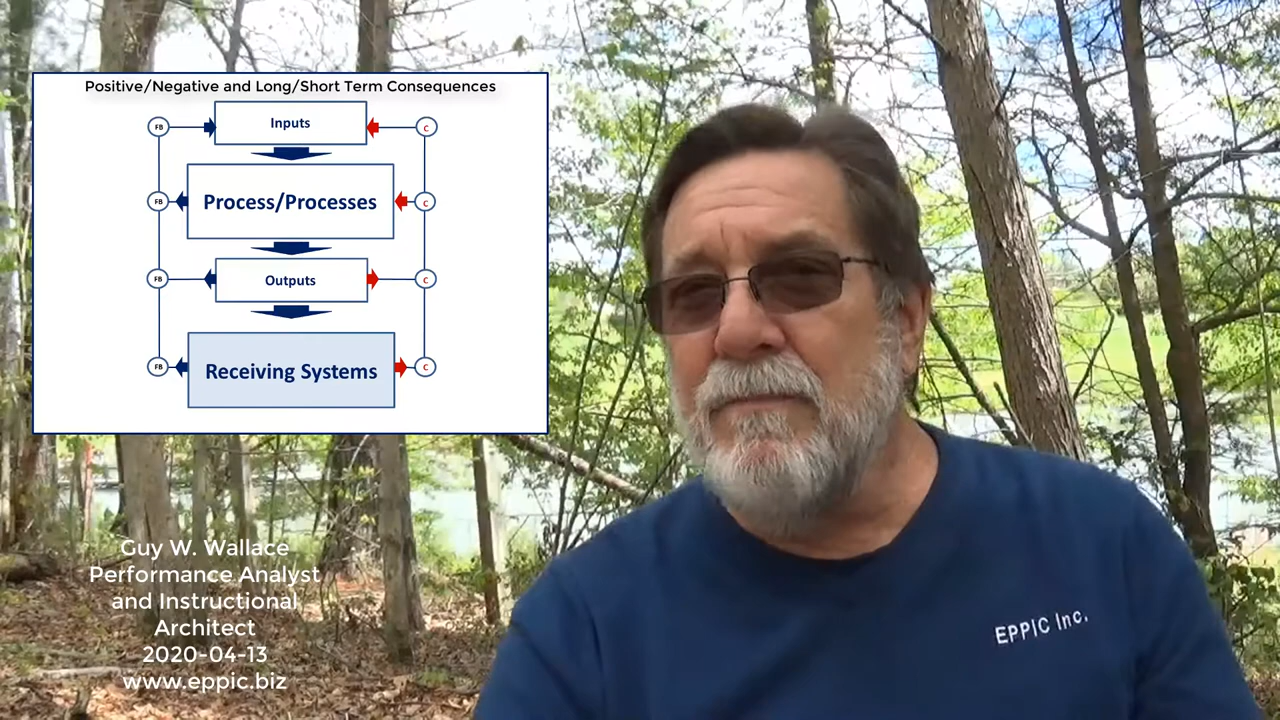 Positive/Negative and Long/Short Term Consequences
FB
Inputs
C
FB
Process/Processes
C
FB
Outputs
C
FB
Receiving Systems
C
Guy W. Wallace
Performance Analyst
and Instructional
Architect
2020-04-13
www.eppic.biz
EPPIC Inc.